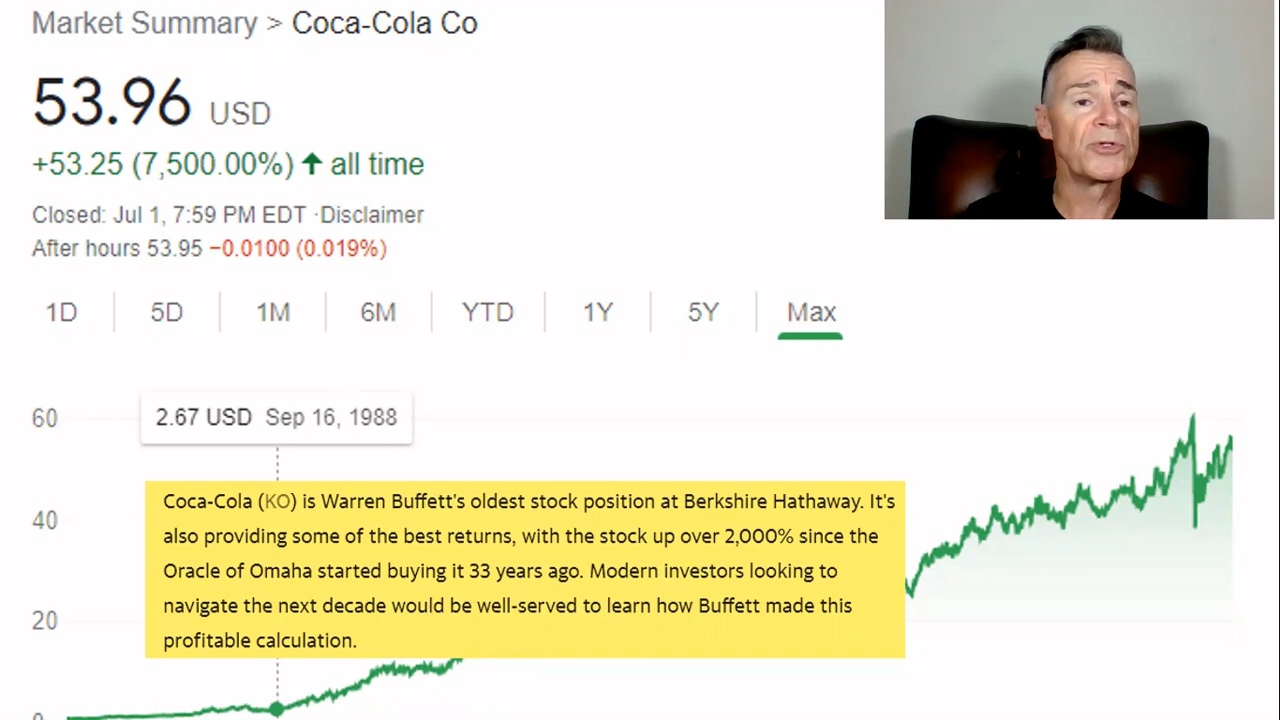 Market Summary > Coca-Cola Co
53.96 USD
+53.25 (7,500.00%) ↑ all time
Closed: Jul 1, 7:59 PM EDT ·Disclaimer
After hours 53.95 −0.0100 (0.019%)
1D 5D 1M 6M YTD 1Y 5Y Max
60
2.67 USD Sep 16, 1988
Coca-Cola (KO) is Warren Buffett's oldest stock position at Berkshire Hathaway. It's
also providing some of the best returns, with the stock up over 2,000% since the
40
Oracle of Omaha started buying it 33 years ago. Modern investors looking to
navigate the next decade would be well-served to learn how Buffett made this
20
profitable calculation.
0